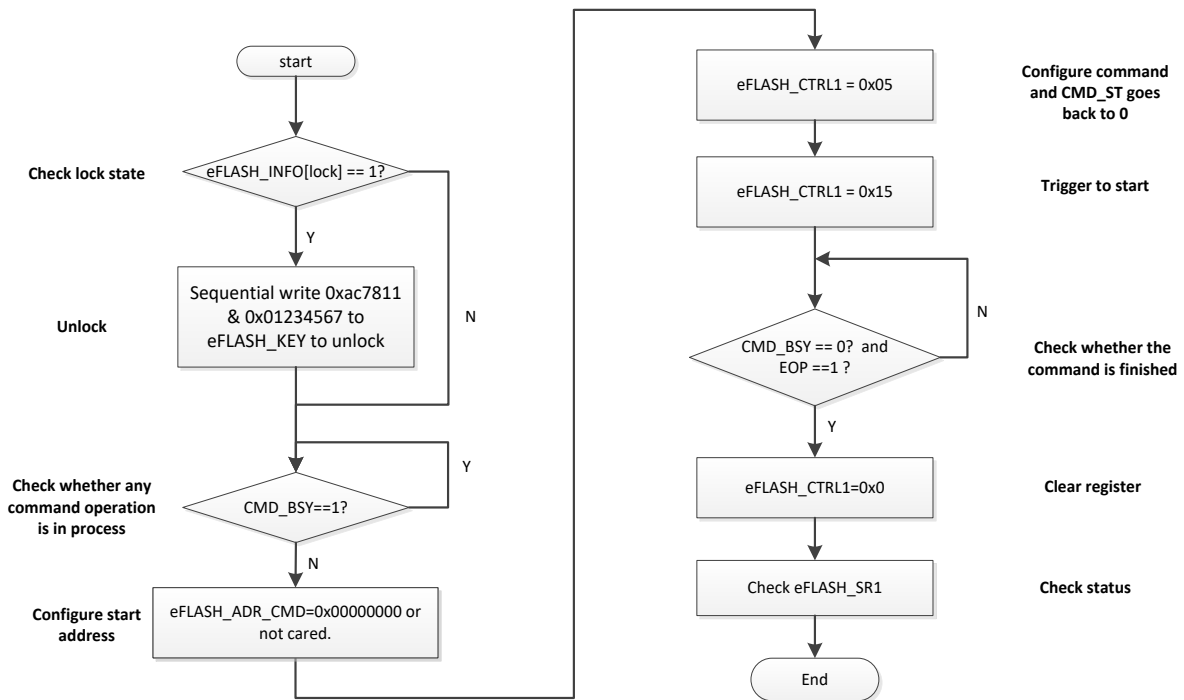 start
Check lock state
eFLASH_INFO[lock] == 1?
Y
N
Unlock
Sequential write 0xac7811
& 0x01234567 to
eFLASH_KEY to unlock
Check whether any
command operation
is in process
CMD_BSY==1?
Y
N
Configure start
address
eFLASH_ADR_CMD=0x00000000 or
not cared.
eFLASH_CTRL1 = 0x05
Configure command
and CMD_ST goes
back to 0
eFLASH_CTRL1 = 0x15
Trigger to start
CMD_BSY == 0?  and
EOP ==1 ?
N
Y
Check whether the
command is finished
eFLASH_CTRL1=0x0
Clear register
Check eFLASH_SR1
Check status
End